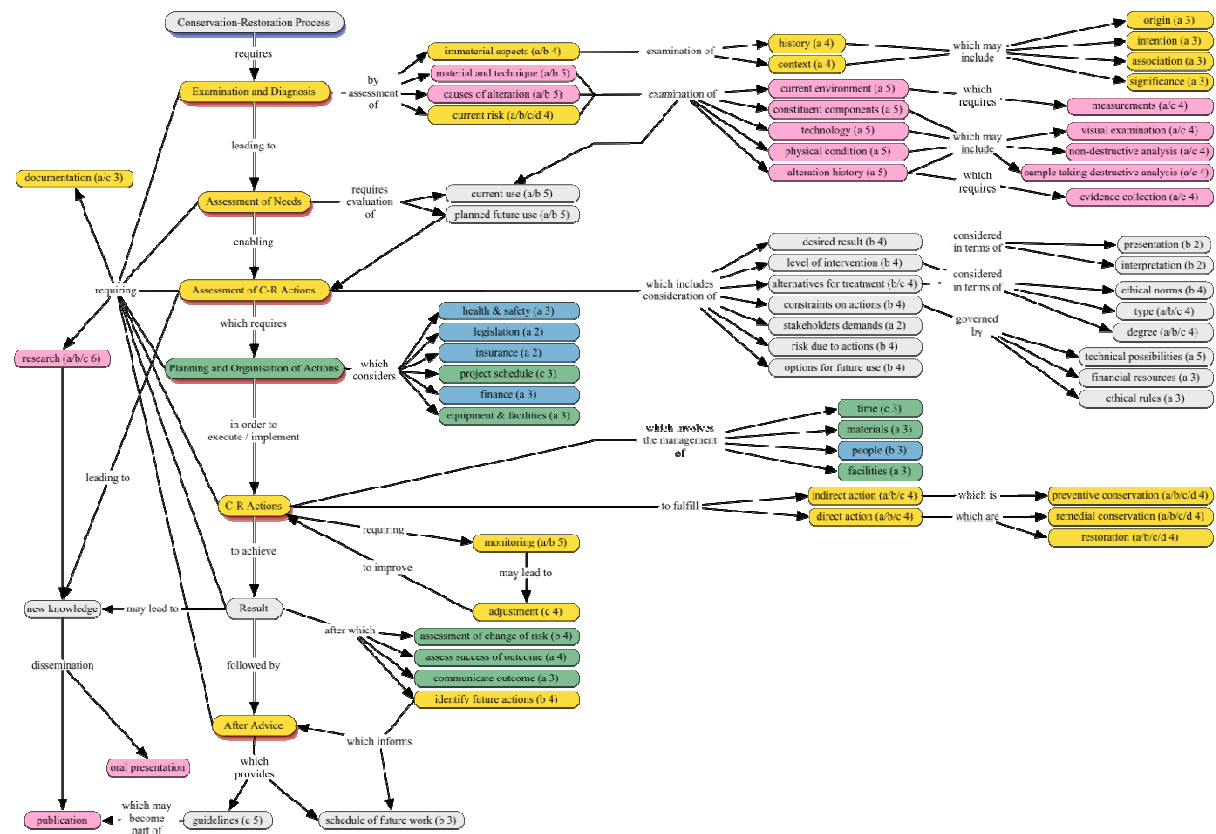 Conservation-Restoration Process
requires
Examination and Diagnosis
by
assessment
of
immaterial aspects (a/b 4)
material and technique (a/b 5)
causes of alteration (a/b 5)
current risk (a/b/c/d 4)
examination of
history (a 4)
context (a 4)
which may
include
origin (a 3)
intention (a 3)
association (a 3)
significance (a 3)
examination of
current environment (a 5)
constituent components (a 5)
technology (a 5)
physical condition (a 5)
alteration history (a 5)
which
requires
measurements (a/c 4)
which may
include
visual examination (a/c 4)
non-destructive analysis (a/c 4)
sample taking destructive analysis (a/c 4)
which
requires
evidence collection (a/c 4)
leading to
documentation (a/c 3)
Assessment of Needs
requires
evaluation
of
current use (a/b 5)
planned future use (a/b 5)
enabling
requiring
Assessment of C-R Actions
which includes
consideration of
desired result (b 4)
level of intervention (b 4)
alternatives for treatment (b/c 4)
constraints on actions (b 4)
stakeholders demands (a 2)
risk due to actions (b 4)
options for future use (b 4)
considered
in terms of
presentation (b 2)
interpretation (b 2)
considered
in terms of
ethical norms (b 4)
type (a/b/c 4)
degree (a/b/c 4)
governed
by
technical possibilities (a 5)
financial resources (a 3)
ethical rules (a 3)
which requires
research (a/b/c 6)
Planning and Organisation of Actions
which
considers
health & safety (a 3)
legislation (a 2)
insurance (a 2)
project schedule (c 3)
finance (a 3)
equipment & facilities (a 3)
in order to
execute / implement
which involves
the management
of
time (c 3)
materials (a 3)
people (b 3)
facilities (a 3)
leading to
C-R Actions
to fulfill
indirect action (a/b/c 4)
direct action (a/b/c 4)
which is
which are
preventive conservation (a/b/c/d 4)
remedial conservation (a/b/c/d 4)
restoration (a/b/c/d 4)
requiring
monitoring (a/b 5)
to achieve
to improve
may lead to
adjustment (c 4)
new knowledge
may lead to
Result
after which
assessment of change of risk (b 4)
assess success of outcome (a 4)
communicate outcome (a 3)
identify future actions (b 4)
dissemination
followed by
After Advice
which informs
which
provides
oral presentation
publication
which may
become
part of
guidelines (c 5)
schedule of future work (b 3)